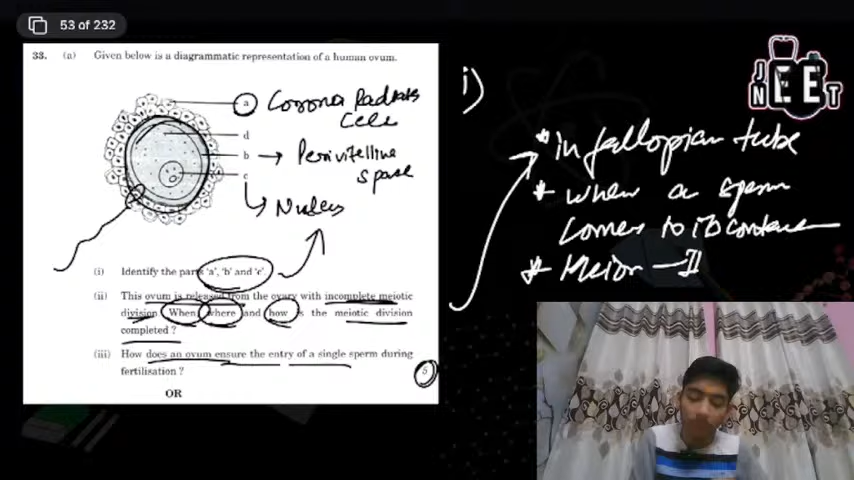 53 of 232
33. (a) Given below is a diagrammatic representation of a human ovum.
a Corona Radiata
Cells
d
b → Perivitelline
space
c
Nucleus
(i) Identify the parts 'a', 'b' and 'c'.
(ii) This ovum is released from the ovary with incomplete meiotic
division. When, where and how is the meiotic division
completed ?
(iii) How does an ovum ensure the entry of a single sperm during
fertilisation ?
5
OR
i)
* in fallopian tube
* when a sperm
comes to its
* Meion - II
JEE
NEET